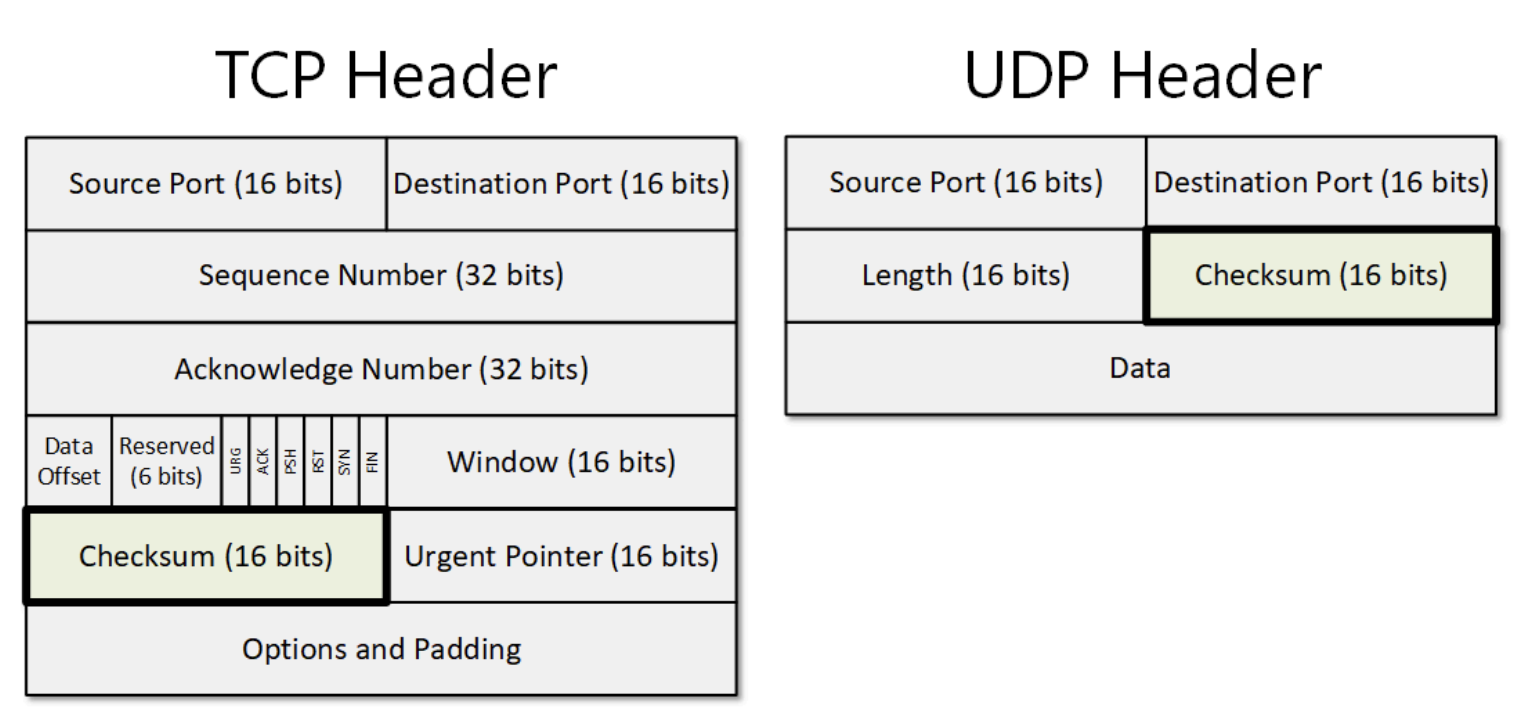 TCP Header
Source Port (16 bits)
Destination Port (16 bits)
Sequence Number (32 bits)
Acknowledge Number (32 bits)
Data
Offset
Reserved
(6 bits)
URG
ACK
PSH
RST
SYN
FIN
Window (16 bits)
Checksum (16 bits)
Urgent Pointer (16 bits)
Options and Padding
UDP Header
Source Port (16 bits)
Destination Port (16 bits)
Length (16 bits)
Checksum (16 bits)
Data